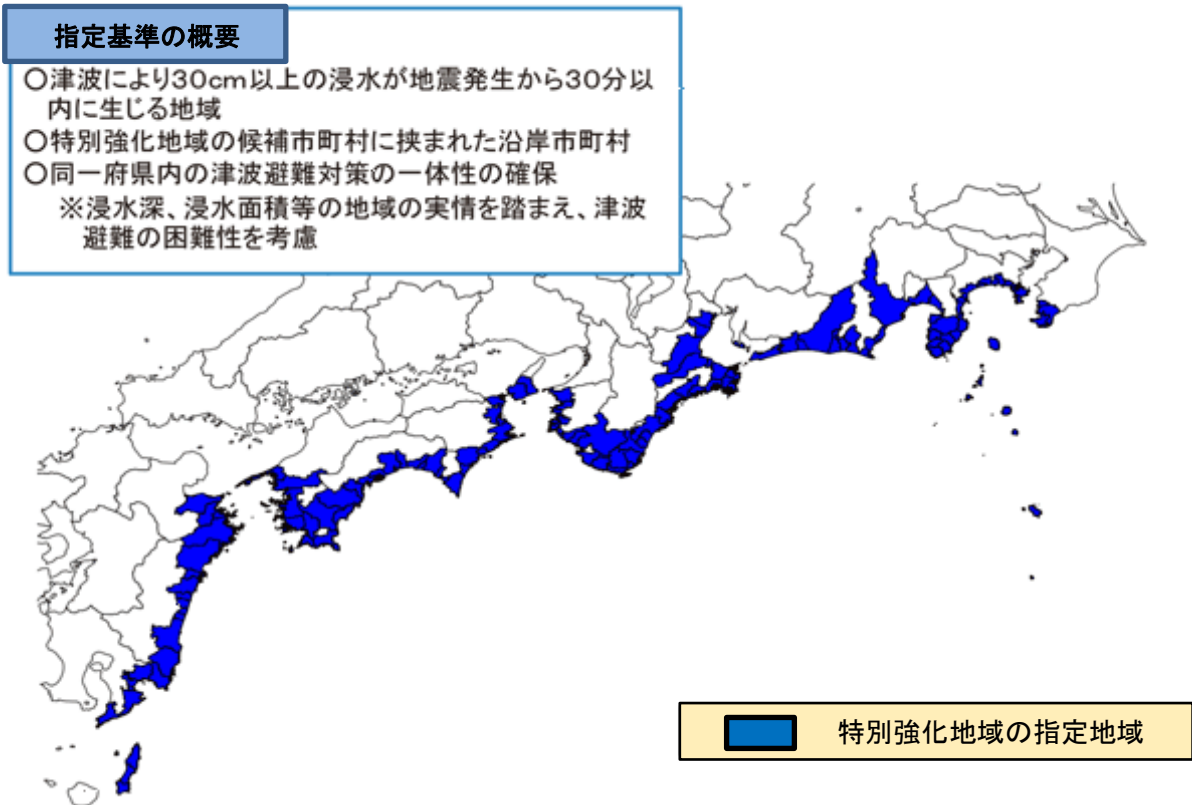 指定基準の概要
○津波により30cm以上の浸水が地震発生から30分以
内に生じる地域
○特別強化地域の候補市町村に挟まれた沿岸市町村
○同一府県内の津波避難対策の一体性の確保
※浸水深、浸水面積等の地域の実情を踏まえ、津波
避難の困難性を考慮
特別強化地域の指定地域